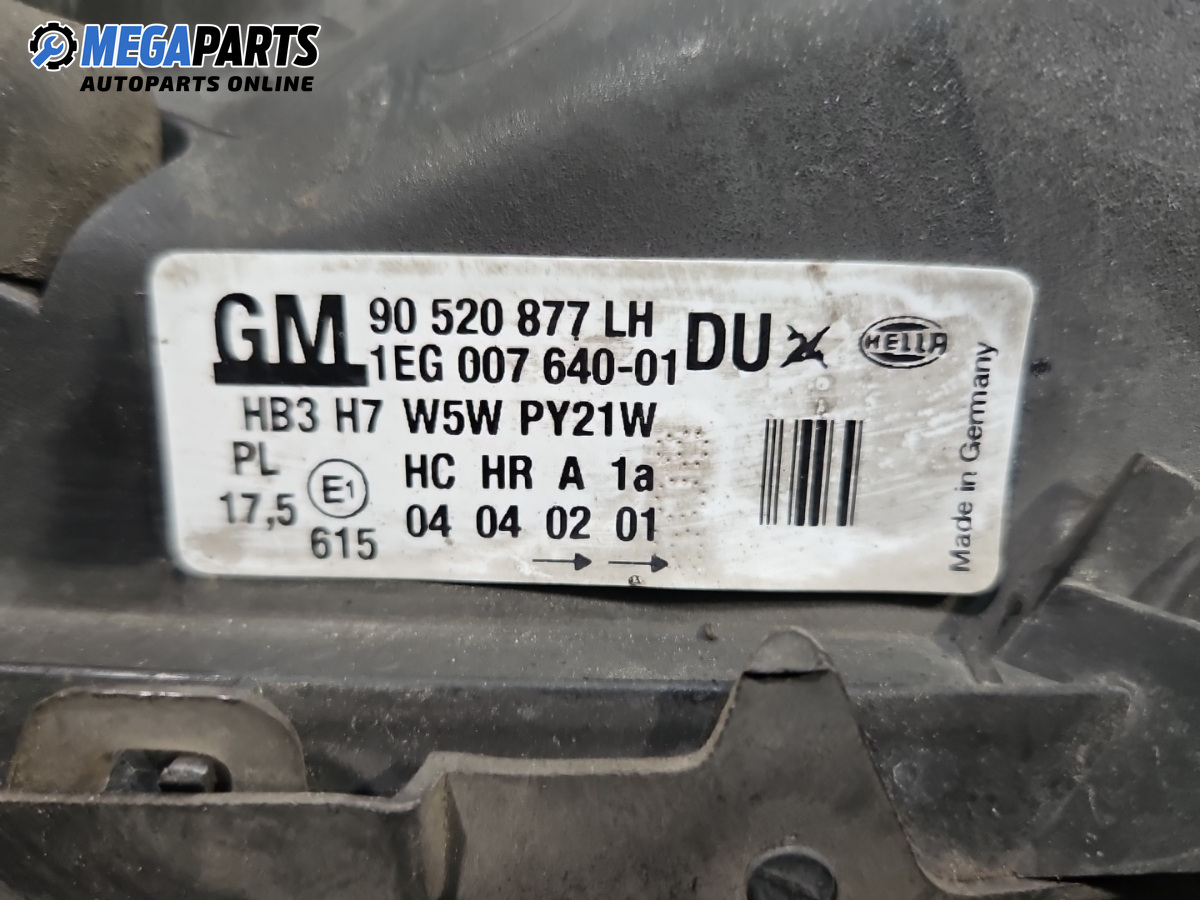 MEGAPARTS
AUTOPARTS ONLINE
GM 90 520 877 LH DU
1EG 007 640-01
HELLA
HB3 H7 W5W PY21W
PL HC HR A 1a
17,5 E1 04 04 02 01
615
Made in Germany